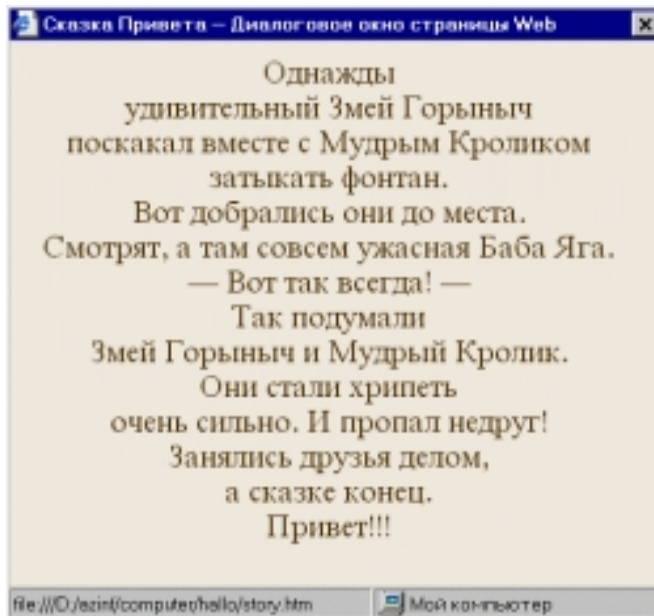 Сказка Привета – Диалоговое окно страницы Web
Однажды
удивительный Змей Горыныч
поскакал вместе с Мудрым Кроликом
затыкать фонтан.
Вот добрались они до места.
Смотрят, а там совсем ужасная Баба Яга.
— Вот так всегда! —
Так подумали
Змей Горыныч и Мудрый Кролик.
Они стали хрипеть
очень сильно. И пропал недруг!
Занялись друзья делом,
а сказке конец.
Привет!!!
file:///D:/azinf/computer/hallo/story.htm Мой компьютер